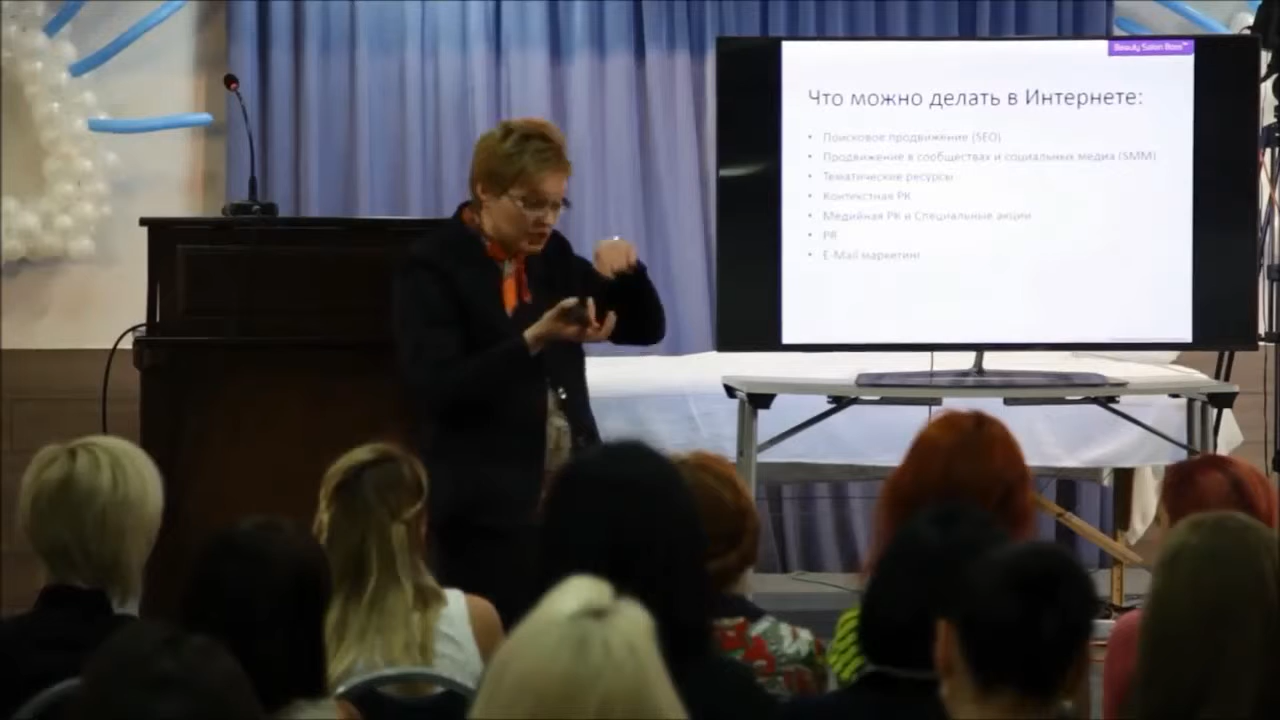 Beauty Salon Boss™
Что можно делать в Интернете:
• Поисковое продвижение (SEO)
• Продвижение в сообществах и социальных медиа (SMM)
• Тематические ресурсы
• Контекстная РК
• Медийная РК и Специальные акции
• PR
• E-Mail маркетинг